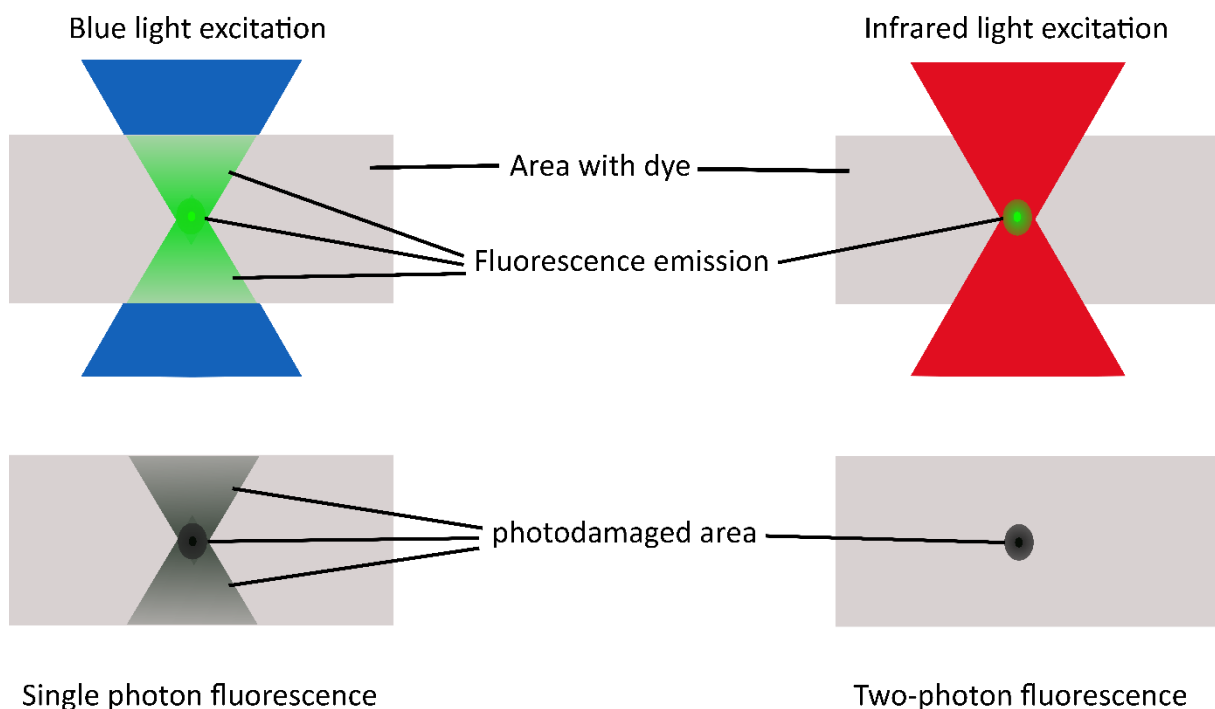 Blue light excitation
Infrared light excitation
Area with dye
Fluorescence emission
photodamaged area
Single photon fluorescence
Two-photon fluorescence